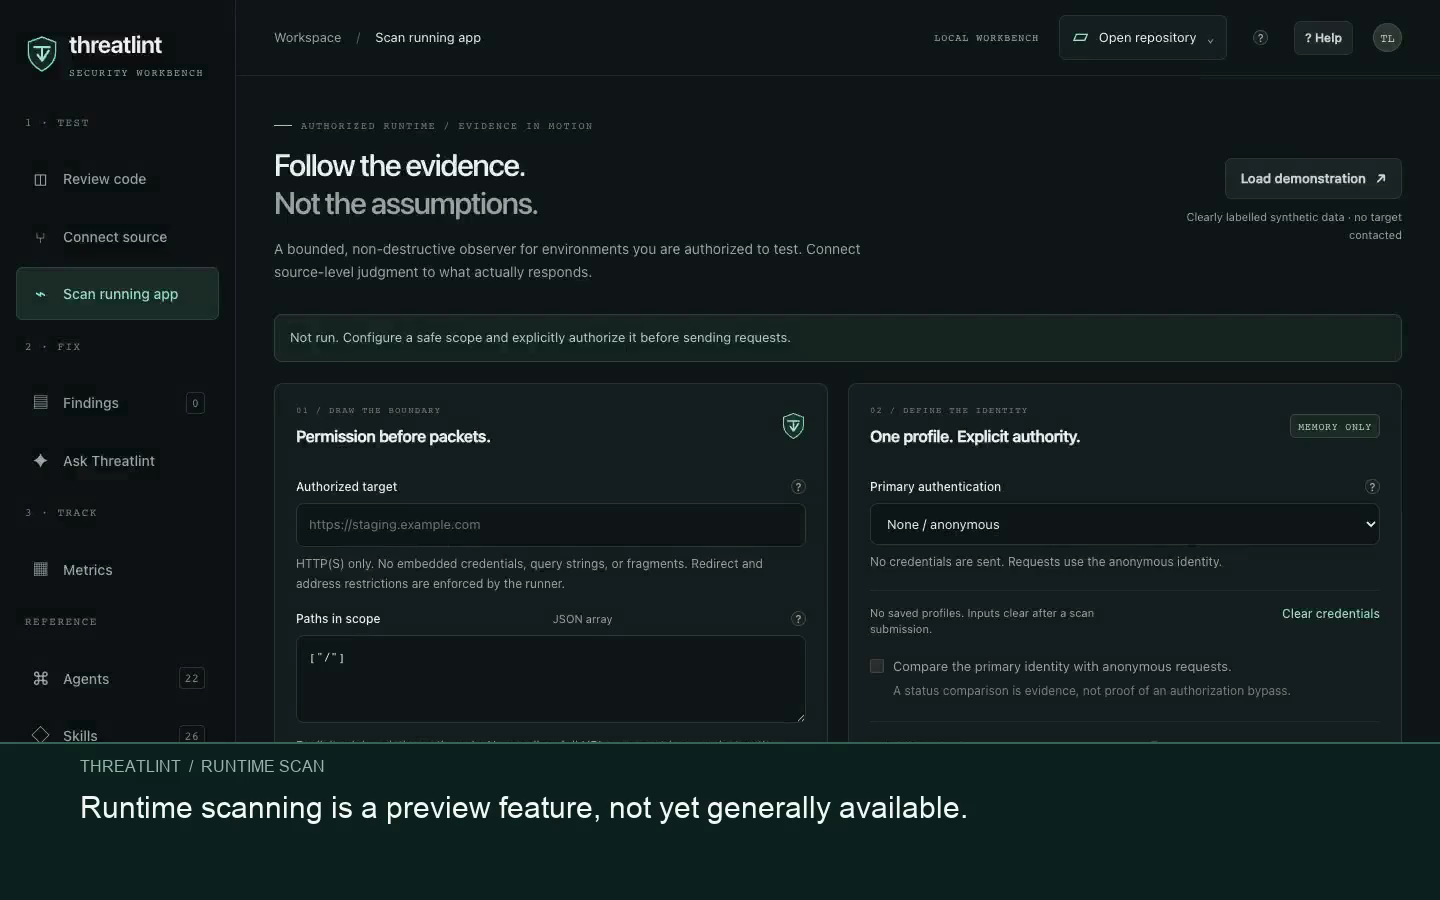 threatlint
SECURITY WORKBENCH
1 · TEST
Review code
Connect source
Scan running app
2 · FIX
Findings 0
Ask Threatlint
3 · TRACK
Metrics
REFERENCE
Agents 22
Skills 26
Workspace / Scan running app
LOCAL WORKBENCH
Open repository
?
? Help
TL
AUTHORIZED RUNTIME / EVIDENCE IN MOTION
Follow the evidence.
Not the assumptions.
A bounded, non-destructive observer for environments you are authorized to test. Connect
source-level judgment to what actually responds.
Load demonstration ↗
Clearly labelled synthetic data · no target
contacted
Not run. Configure a safe scope and explicitly authorize it before sending requests.
01 / DRAW THE BOUNDARY
Permission before packets.
Authorized target ?
https://staging.example.com
HTTP(S) only. No embedded credentials, query strings, or fragments. Redirect and
address restrictions are enforced by the runner.
Paths in scope JSON array ?
["/"]
02 / DEFINE THE IDENTITY
One profile. Explicit authority.
MEMORY ONLY
Primary authentication ?
None / anonymous
No credentials are sent. Requests use the anonymous identity.
No saved profiles. Inputs clear after a scan
submission.
Clear credentials
Compare the primary identity with anonymous requests.
A status comparison is evidence, not proof of an authorization bypass.
THREATLINT / RUNTIME SCAN
Runtime scanning is a preview feature, not yet generally available.